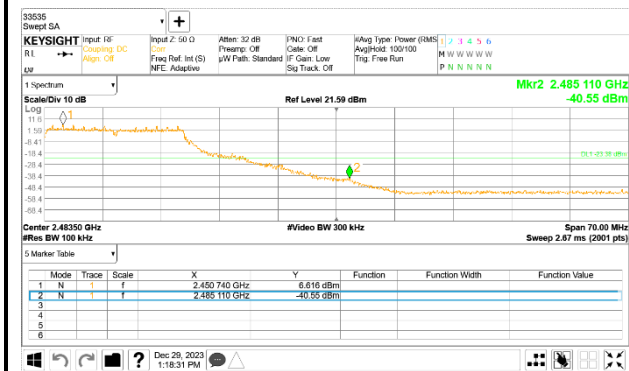 33535
Swept SA
KEYSIGHT Input: RF Input Z: 50 Ω Atten: 32 dB PNO: Fast #Avg Type: Power (RMS 1 2 3 4 5 6
RL Coupling: DC Corr Preamp: Off Gate: Off Avg|Hold: 100/100 M W W W W W
Align: Off Freq Ref: Int (S) µW Path: Standard IF Gain: Low Trig: Free Run
NFE: Adaptive Sig Track: Off P N N N N N
1 Spectrum Mkr2 2.485 110 GHz
Scale/Div 10 dB Ref Level 21.59 dBm -40.55 dBm
Log
11.6
1.59
-8.41
-18.4
-28.4
-38.4
-48.4
-58.4
-68.4
1
2
Center 2.48350 GHz #Video BW 300 kHz Span 70.00 MHz
#Res BW 100 kHz Sweep 2.67 ms (2001 pts)
5 Marker Table
Mode Trace Scale X Y Function Function Width Function Value
1 N 1 f 2.450 740 GHz 6.616 dBm
2 N 1 f 2.485 110 GHz -40.55 dBm
3
4
5
6
? Dec 29, 2023
1:18:31 PM